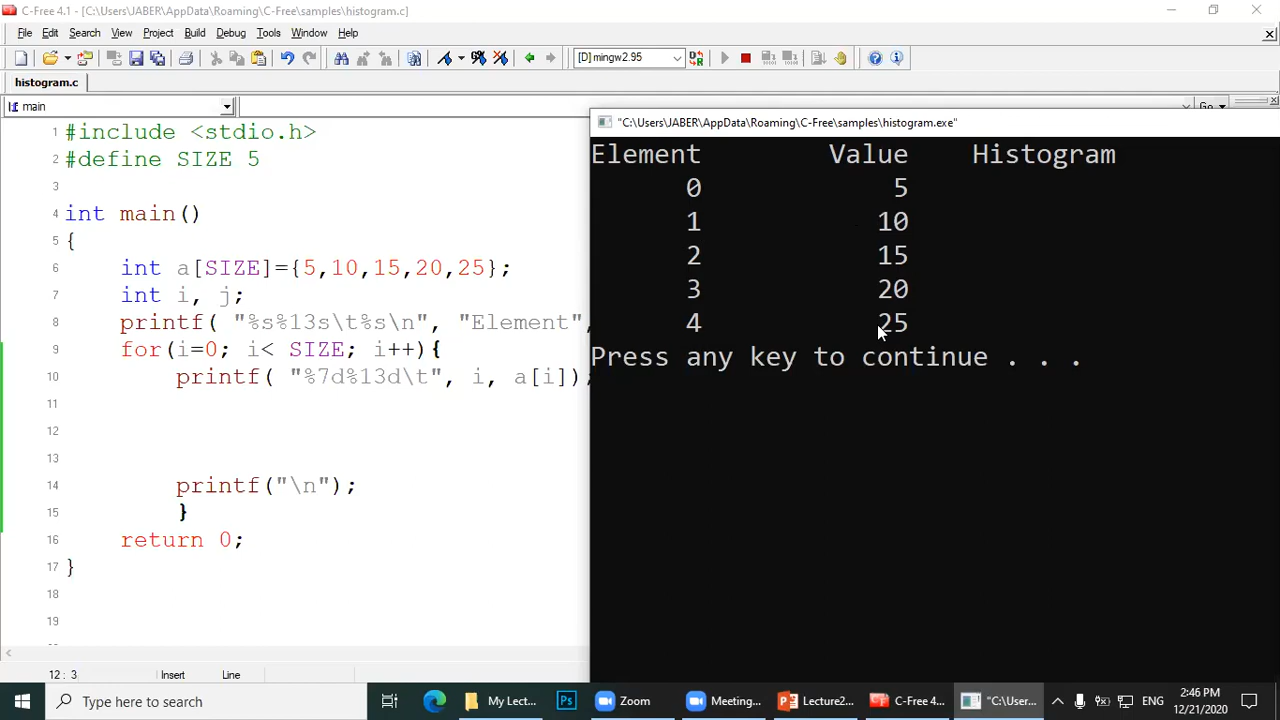 C-Free 4.1 - [C:\Users\JABER\AppData\Roaming\C-Free\samples\histogram.c]
File Edit Search View Project Build Debug Tools Window Help
[D] mingw2.95
histogram.c
main
Go
1 #include <stdio.h>
2 #define SIZE 5
3
4 int main()
5 {
6 int a[SIZE]={5,10,15,20,25};
7 int i, j;
8 printf( "%s%13s\t%s\n", "Element",
9 for(i=0; i< SIZE; i++){
10 printf( "%7d%13d\t", i, a[i]);
11
12
13
14 printf("\n");
15 }
16 return 0;
17 }
18
19
"C:\Users\JABER\AppData\Roaming\C-Free\samples\histogram.exe"
Element Value Histogram
0 5
1 10
2 15
3 20
4 25
Press any key to continue . . .
12 : 3 Insert Line
Type here to search
My Lect...
Ps
Zoom
Meeting...
Lecture2...
C-Free 4...
"C:\User...
ENG
2:46 PM
12/21/2020